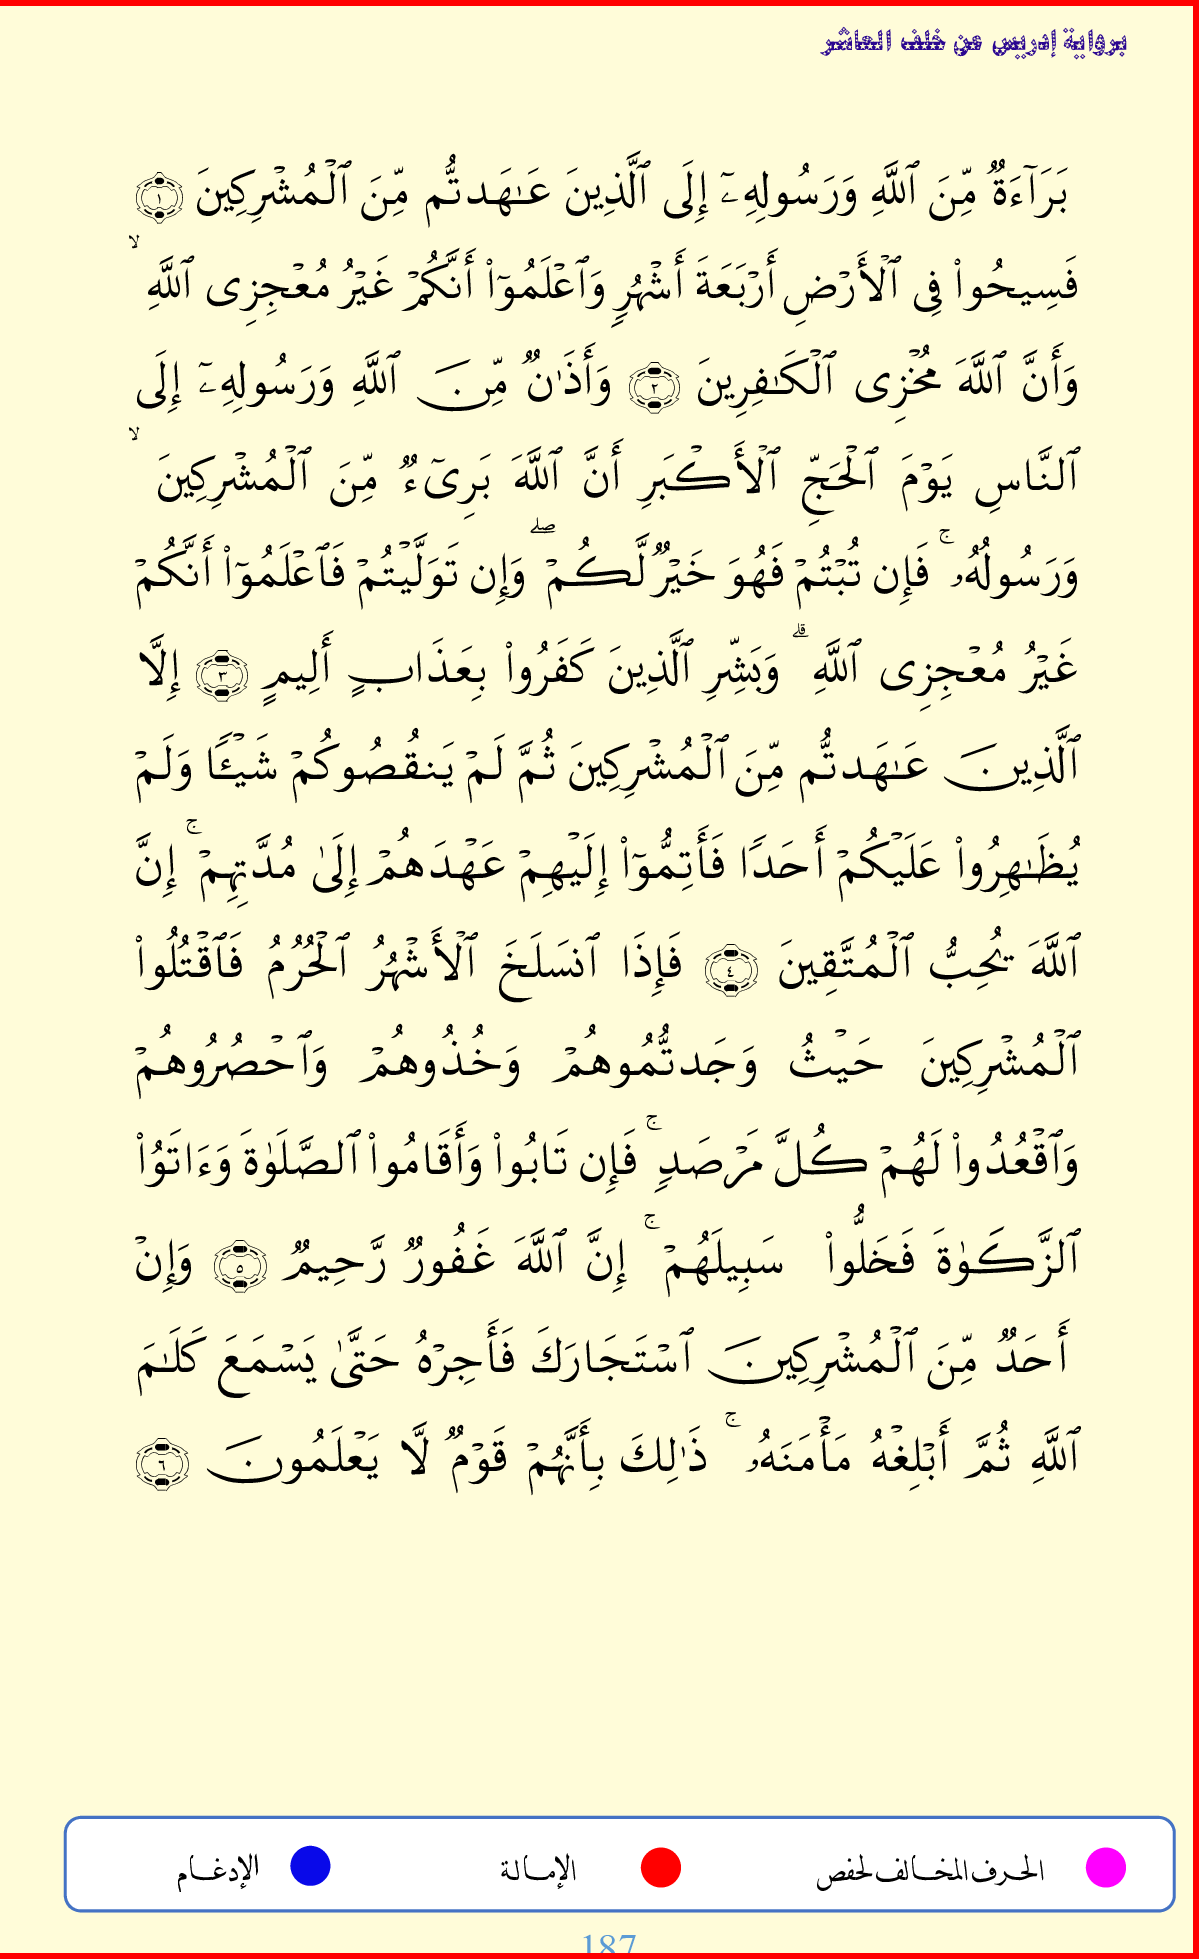 برواية إدريس عن خلف العاشر
بَرَآءَةٌ مِّنَ ٱللَّهِ وَرَسُولِهِۦٓ إِلَى ٱلَّذِينَ عَـٰهَدتُّم مِّنَ ٱلْمُشْرِكِينَ ١
فَسِيحُوا۟ فِى ٱلْأَرْضِ أَرْبَعَةَ أَشْهُرٍ وَٱعْلَمُوٓا۟ أَنَّكُمْ غَيْرُ مُعْجِزِى ٱللَّهِ ۙ
وَأَنَّ ٱللَّهَ مُخْزِى ٱلْكَـٰفِرِينَ ٢ وَأَذَٰنٌ مِّنَ ٱللَّهِ وَرَسُولِهِۦٓ إِلَى
ٱلنَّاسِ يَوْمَ ٱلْحَجِّ ٱلْأَكْبَرِ أَنَّ ٱللَّهَ بَرِىٓءٌ مِّنَ ٱلْمُشْرِكِينَ ۙ
وَرَسُولُهُۥ ۚ فَإِن تُبْتُمْ فَهُوَ خَيْرٌ لَّكُمْ ۖ وَإِن تَوَلَّيْتُمْ فَٱعْلَمُوٓا۟ أَنَّكُمْ
غَيْرُ مُعْجِزِى ٱللَّهِ ۗ وَبَشِّرِ ٱلَّذِينَ كَفَرُوا۟ بِعَذَابٍ أَلِيمٍ ٣ إِلَّا
ٱلَّذِينَ عَـٰهَدتُّم مِّنَ ٱلْمُشْرِكِينَ ثُمَّ لَمْ يَنقُصُوكُمْ شَيْـًٔا وَلَمْ
يُظَـٰهِرُوا۟ عَلَيْكُمْ أَحَدًا فَأَتِمُّوٓا۟ إِلَيْهِمْ عَهْدَهُمْ إِلَىٰ مُدَّتِهِمْ ۚ إِنَّ
ٱللَّهَ يُحِبُّ ٱلْمُتَّقِينَ ٤ فَإِذَا ٱنسَلَخَ ٱلْأَشْهُرُ ٱلْحُرُمُ فَٱقْتُلُوا۟
ٱلْمُشْرِكِينَ حَيْثُ وَجَدتُّمُوهُمْ وَخُذُوهُمْ وَٱحْصُرُوهُمْ
وَٱقْعُدُوا۟ لَهُمْ كُلَّ مَرْصَدٍ ۚ فَإِن تَابُوا۟ وَأَقَامُوا۟ ٱلصَّلَوٰةَ وَءَاتَوُا۟
ٱلزَّكَوٰةَ فَخَلُّوا۟ سَبِيلَهُمْ ۚ إِنَّ ٱللَّهَ غَفُورٌ رَّحِيمٌ ٥ وَإِنْ
أَحَدٌ مِّنَ ٱلْمُشْرِكِينَ ٱسْتَجَارَكَ فَأَجِرْهُ حَتَّىٰ يَسْمَعَ كَلَـٰمَ
ٱللَّهِ ثُمَّ أَبْلِغْهُ مَأْمَنَهُۥ ۚ ذَٰلِكَ بِأَنَّهُمْ قَوْمٌ لَّا يَعْلَمُونَ ٦
الحرف المخالف لحفص الإمالة الإدغام
187